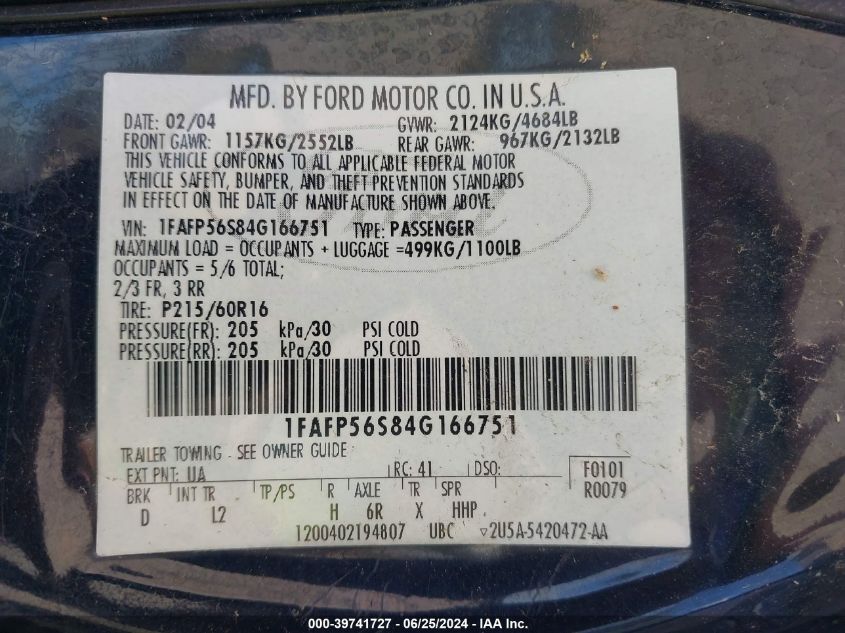 MFD. BY FORD MOTOR CO. IN U.S.A.
DATE: 02/04 GVWR: 2124KG/4684LB
FRONT GAWR: 1157KG/2552LB REAR GAWR: 967KG/2132LB
THIS VEHICLE CONFORMS TO ALL APPLICABLE FEDERAL MOTOR
VEHICLE SAFETY, BUMPER, AND THEFT PREVENTION STANDARDS
IN EFFECT ON THE DATE OF MANUFACTURE SHOWN ABOVE.
VIN: 1FAFP56S84G166751 TYPE: PASSENGER
MAXIMUM LOAD = OCCUPANTS + LUGGAGE =499KG/1100LB
OCCUPANTS = 5/6 TOTAL;
2/3 FR, 3 RR
TIRE: P215/60R16
PRESSURE(FR): 205 kPa/30 PSI COLD
PRESSURE(RR): 205 kPa/30 PSI COLD
1FAFP56S84G166751
TRAILER TOWING - SEE OWNER GUIDE
EXT PNT: UA RC: 41 DSO: F0101
BRK INT TR TP/PS R AXLE TR SPR R0079
D L2 H 6R X HHP
1200402194807 UBC 2U5A-5420472-AA
000-39741727 - 06/25/2024 - IAA Inc.